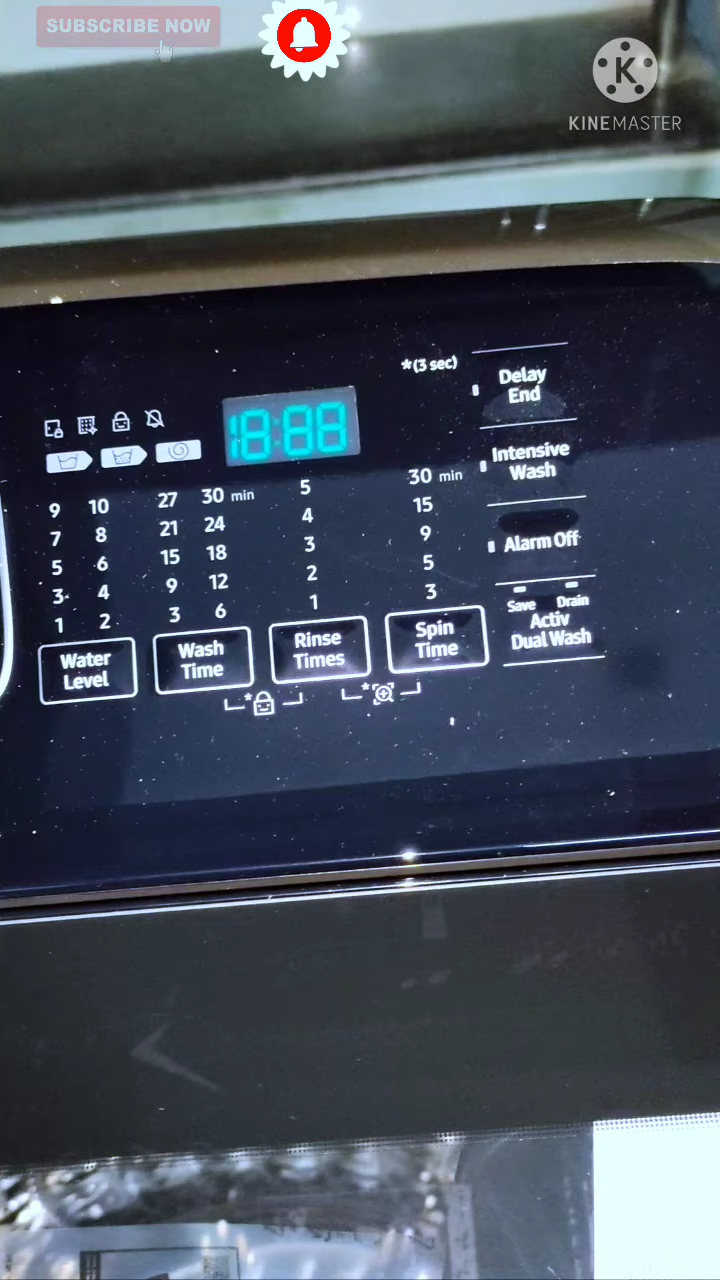 SUBSCRIBE NOW
K
KINEMASTER
*(3 sec)
Delay
End
18:88
Intensive
Wash
9 10 27 30 min 5 30 min
7 8 21 24 4 15
5 6 15 18 3 9
3 4 9 12 2 5
1 2 3 6 1 3
Alarm Off
Save Drain
Activ
Dual Wash
Water
Level
Wash
Time
Rinse
Times
Spin
Time
*
*